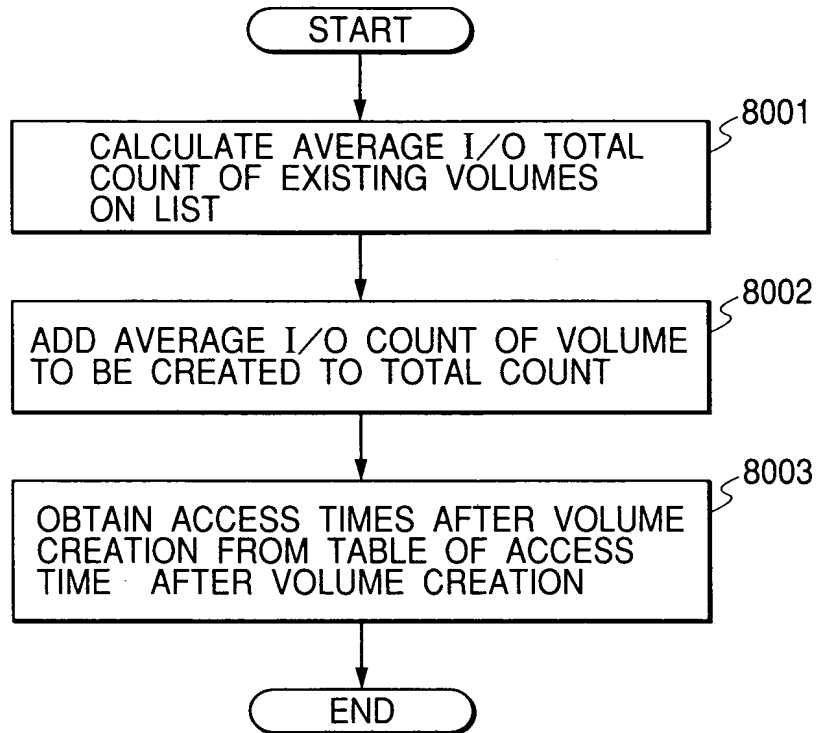 START
8001
CALCULATE AVERAGE I/O TOTAL
COUNT OF EXISTING VOLUMES
ON LIST
8002
ADD AVERAGE I/O COUNT OF VOLUME
TO BE CREATED TO TOTAL COUNT
8003
OBTAIN ACCESS TIMES AFTER VOLUME
CREATION FROM TABLE OF ACCESS
TIME AFTER VOLUME CREATION
END